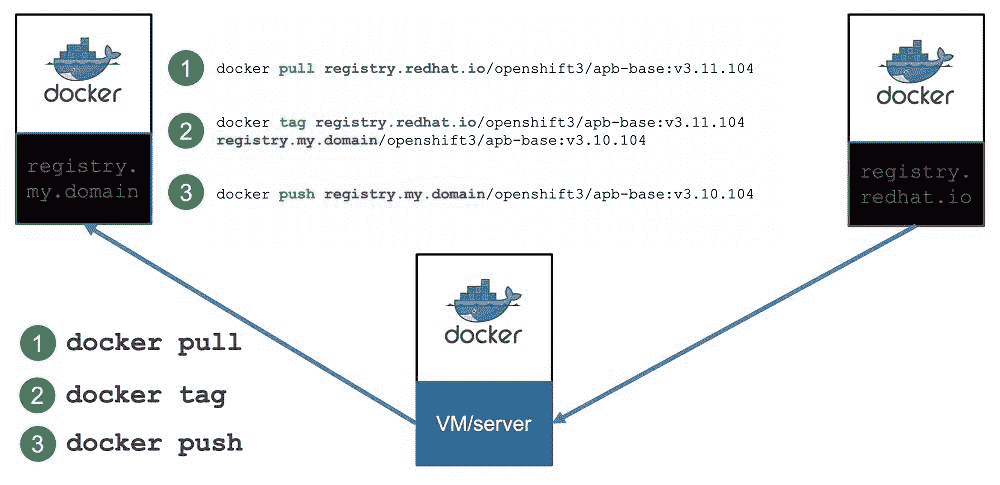 docker
registry.
my.domain
1 docker pull registry.redhat.io/openshift3/apb-base:v3.11.104
2 docker tag registry.redhat.io/openshift3/apb-base:v3.11.104
registry.my.domain/openshift3/apb-base:v3.10.104
3 docker push registry.my.domain/openshift3/apb-base:v3.10.104
docker
registry.
redhat.io
docker
VM/server
1 docker pull
2 docker tag
3 docker push